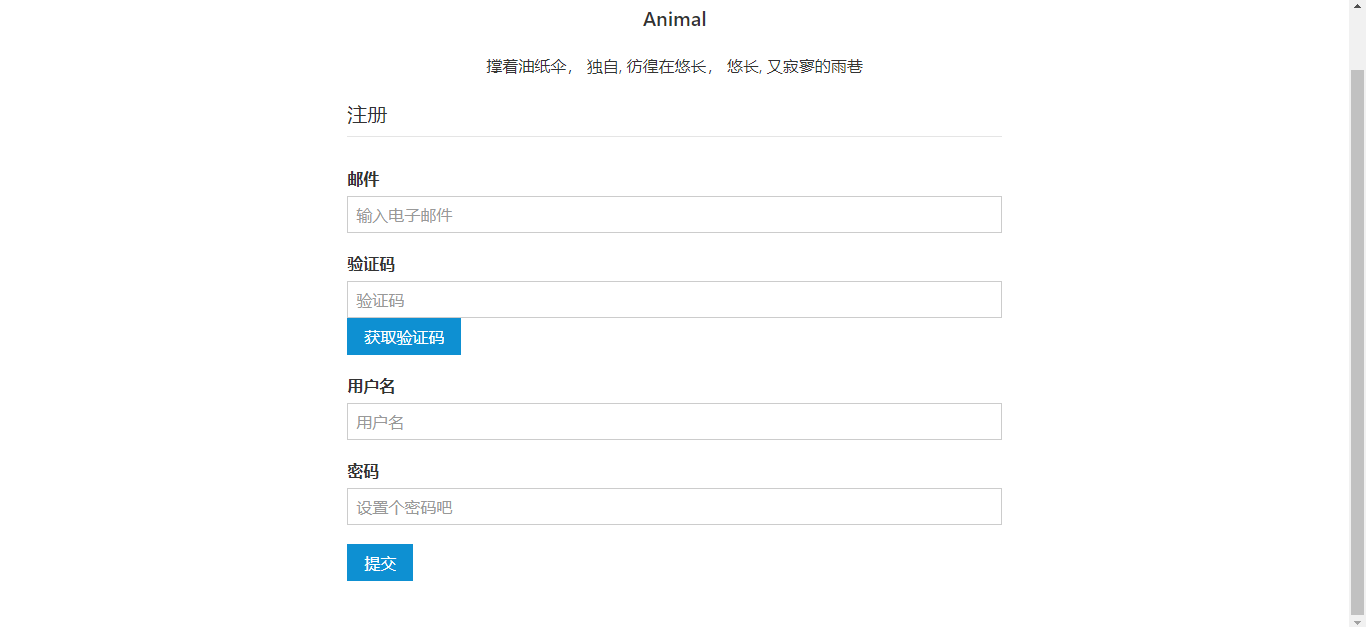 Animal
撑着油纸伞， 独自, 彷徨在悠长， 悠长, 又寂寥的雨巷
注册
邮件
输入电子邮件
验证码
验证码
获取验证码
用户名
用户名
密码
设置个密码吧
提交